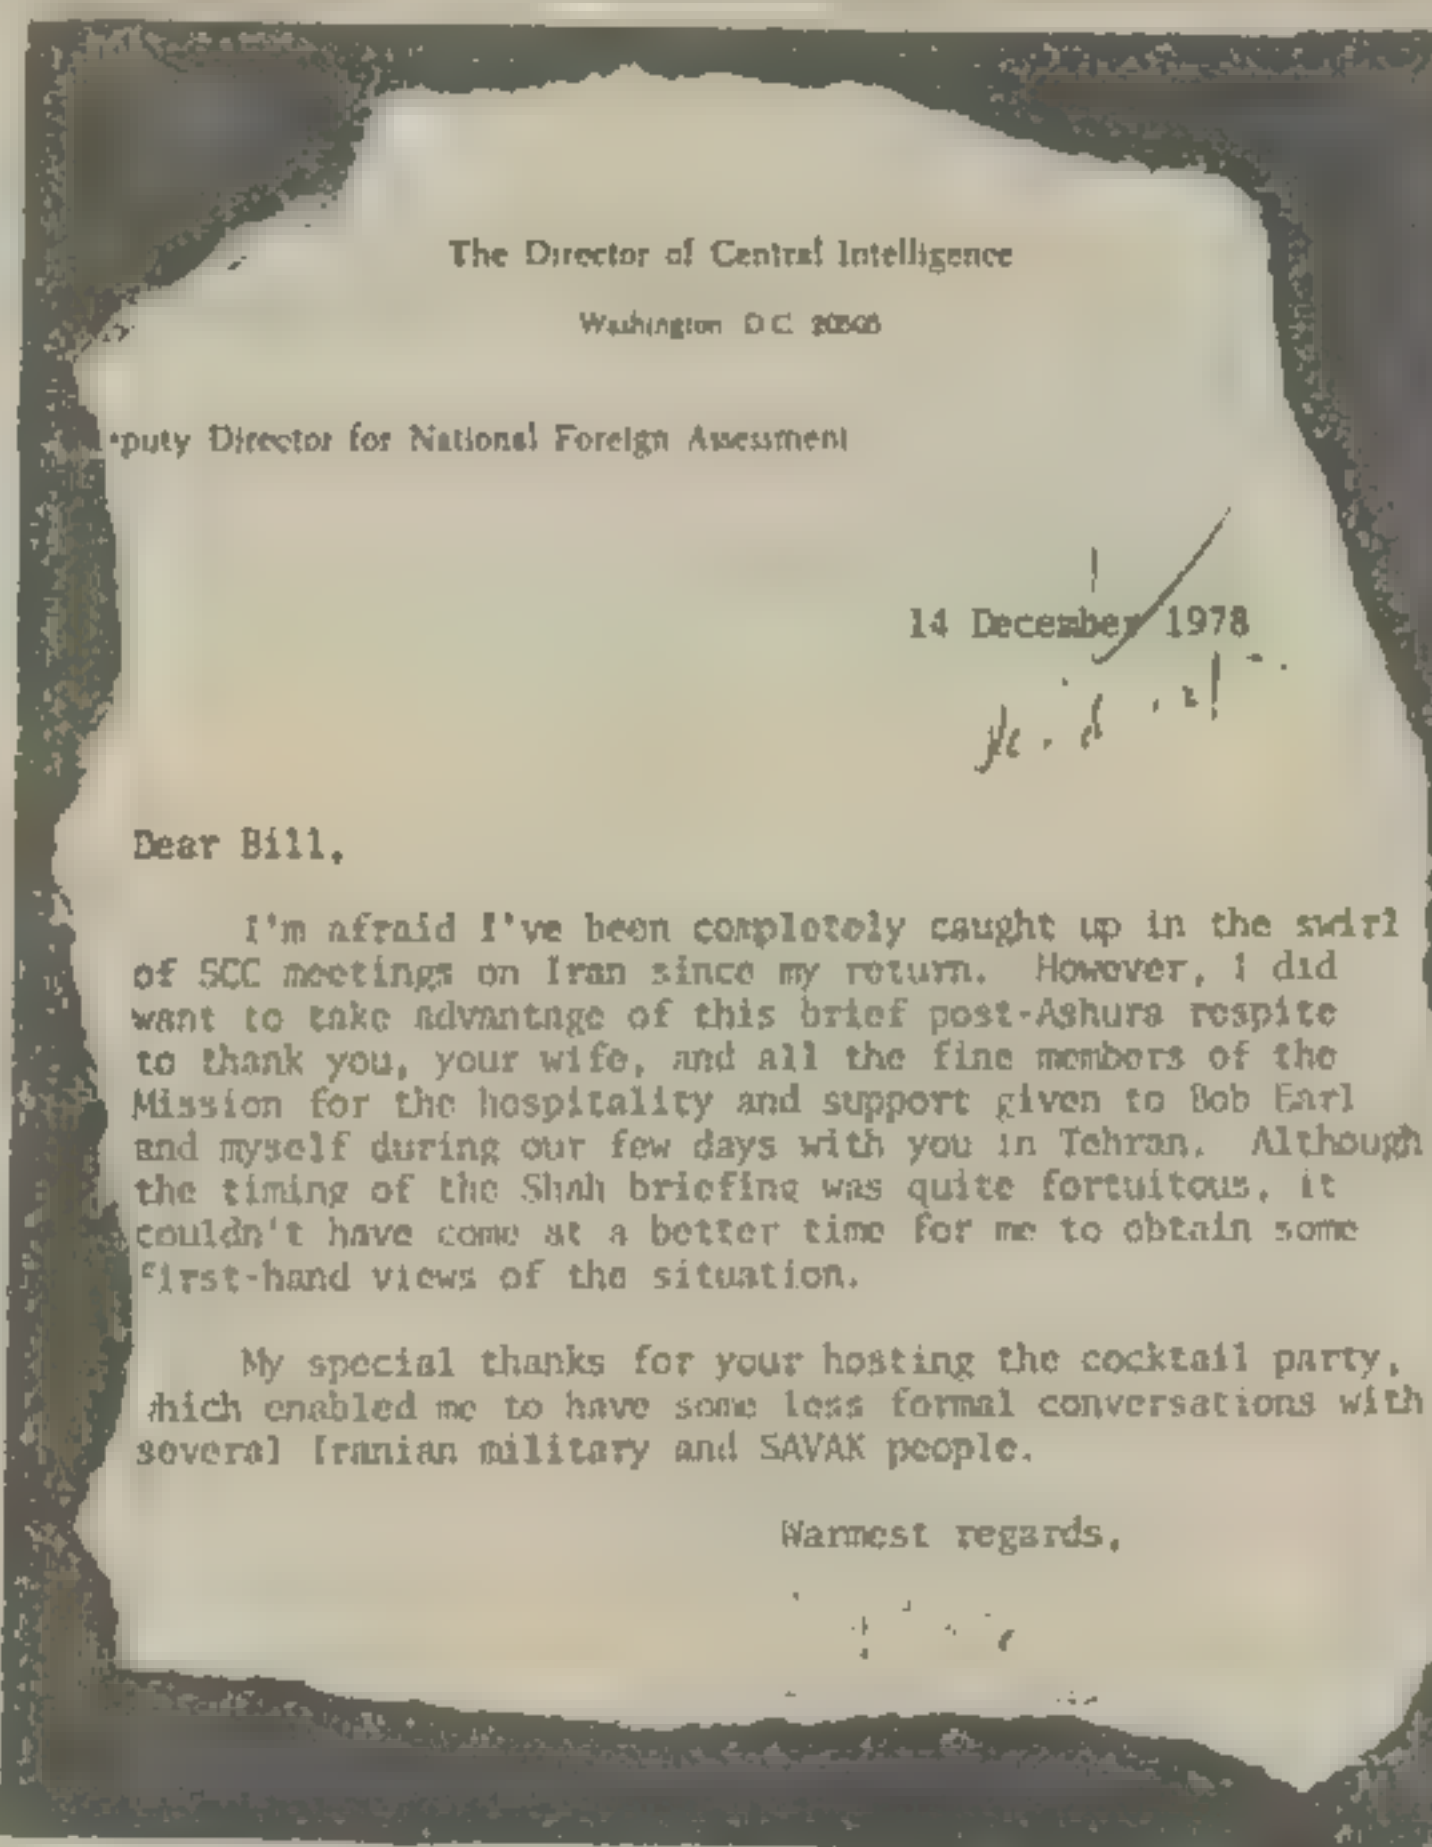 The Director of Central Intelligence
Washington D C 20505
puty Director for National Foreign Assessment
14 December 1978
Dear Bill,
I'm afraid I've been completely caught up in the swirl
of SCC meetings on Iran since my return. However, I did
want to take advantage of this brief post-Ashura respite
to thank you, your wife, and all the fine members of the
Mission for the hospitality and support given to Bob Earl
and myself during our few days with you in Tehran. Although
the timing of the Shah briefing was quite fortuitous, it
couldn't have come at a better time for me to obtain some
first-hand views of the situation.
My special thanks for your hosting the cocktail party,
which enabled me to have some less formal conversations with
several Iranian military and SAVAK people.
Warmest regards,